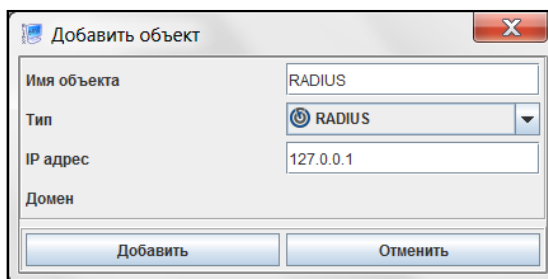 Добавить объект
Имя объекта RADIUS
Тип RADIUS
IP адрес 127.0.0.1
Домен
Добавить Отменить